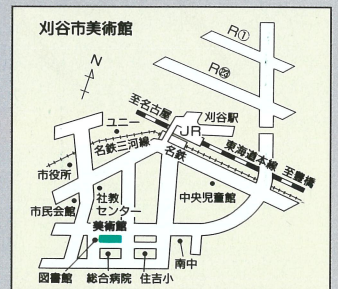 刈谷市美術館
N
R①
R㉓
至名古屋
刈谷駅
ユニー
JR
東海道本線
至豊橋
名鉄三河線
名鉄
市役所
中央児童館
社教
センター
市民会館
美術館
南中
図書館
総合病院
住吉小